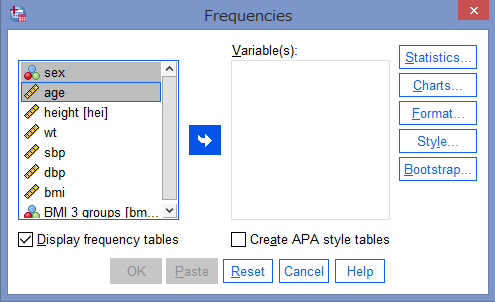 Frequencies
Variable(s):
sex
age
height [hei]
wt
sbp
dbp
bmi
BMI 3 groups [bm...
Statistics...
Charts...
Format...
Style...
Bootstrap...
Display frequency tables
Create APA style tables
OK Paste Reset Cancel Help